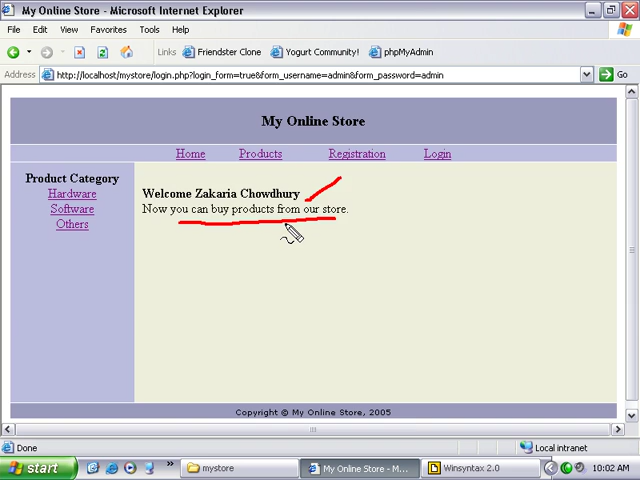 My Online Store - Microsoft Internet Explorer
File Edit View Favorites Tools Help
Links Friendster Clone Yogurt Community! phpMyAdmin
Address http://localhost/mystore/login.php?login_form=true&form_username=admin&form_password=admin Go
My Online Store
Home Products Registration Login
Product Category
Hardware
Software
Others
Welcome Zakaria Chowdhury
Now you can buy products from our store.
Copyright © My Online Store, 2005
Done Local intranet
start » mystore My Online Store - M... Winsyntax 2.0 10:02 AM